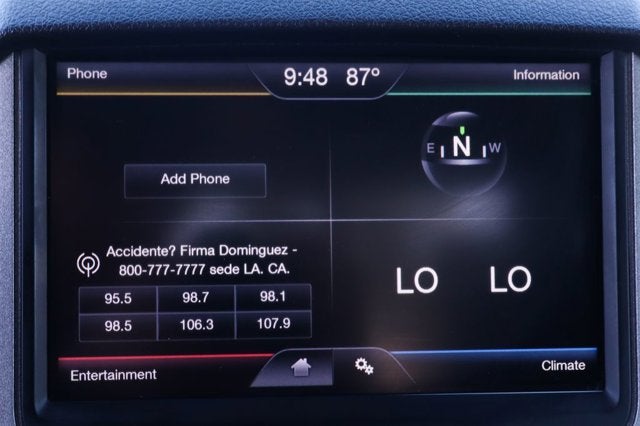 Phone
9:48 87°
Information
E N W
Add Phone
Accidente? Firma Dominguez -
800-777-7777 sede LA. CA.
95.5 98.7 98.1
98.5 106.3 107.9
LO LO
Entertainment
Climate